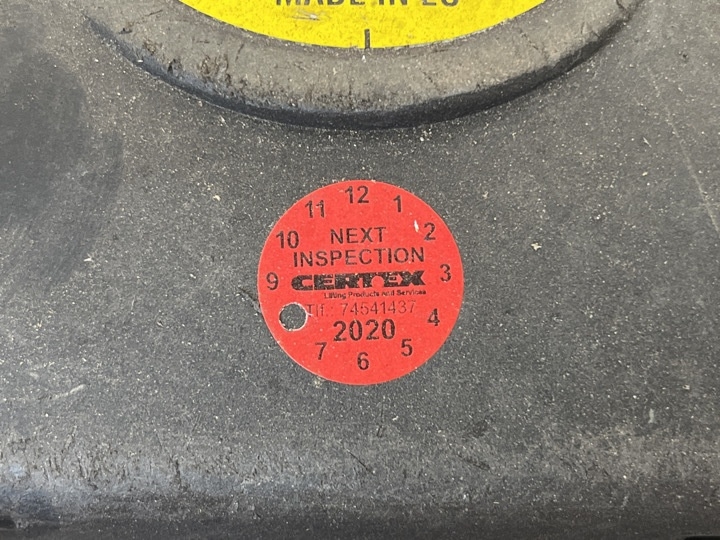 MADE IN EU
12
11 1
10 NEXT 2
INSPECTION
9 CERTEX 3
Lifting Products and Services
Tlf.: 74541437
2020 4
7 6 5